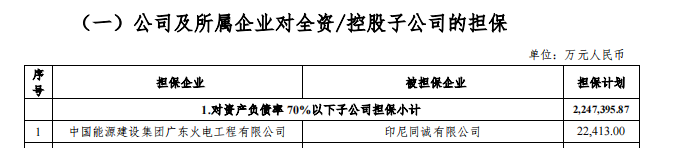 （一）公司及所属企业对全资/控股子公司的担保
单位：万元人民币
序号 担保企业 被担保企业 担保计划
1.对资产负债率 70%以下子公司担保小计 2,247,395.87
1 中国能源建设集团广东火电工程有限公司 印尼同诚有限公司 22,413.00